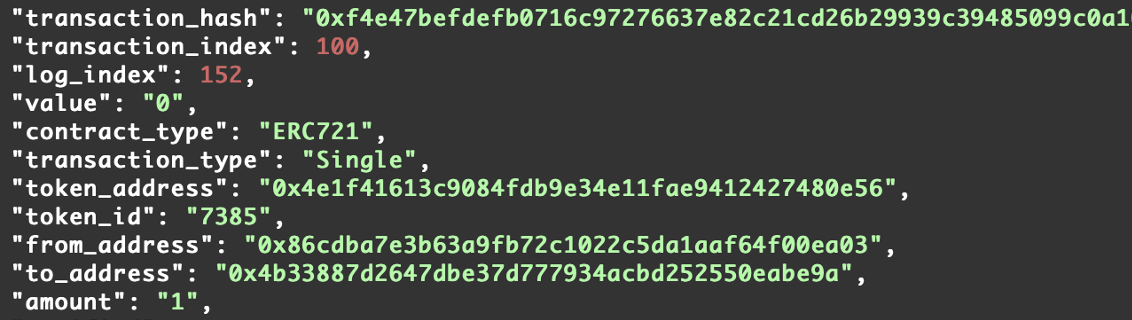 "transaction_hash": "0xf4e47befdefb0716c97276637e82c21cd26b29939c39485099c0a1
"transaction_index": 100,
"log_index": 152,
"value": "0",
"contract_type": "ERC721",
"transaction_type": "Single",
"token_address": "0x4e1f41613c9084fdb9e34e11fae9412427480e56",
"token_id": "7385",
"from_address": "0x86cdba7e3b63a9fb72c1022c5da1aaf64f00ea03",
"to_address": "0x4b33887d2647dbe37d777934acbd252550eabe9a",
"amount": "1",